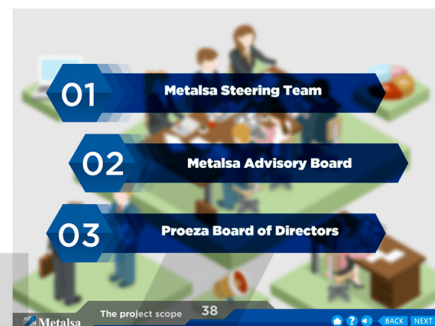 01
Metalsa Steering Team
02
Metalsa Advisory Board
03
Proeza Board of Directors
Metalsa
The project scope 38
? BACK NEXT